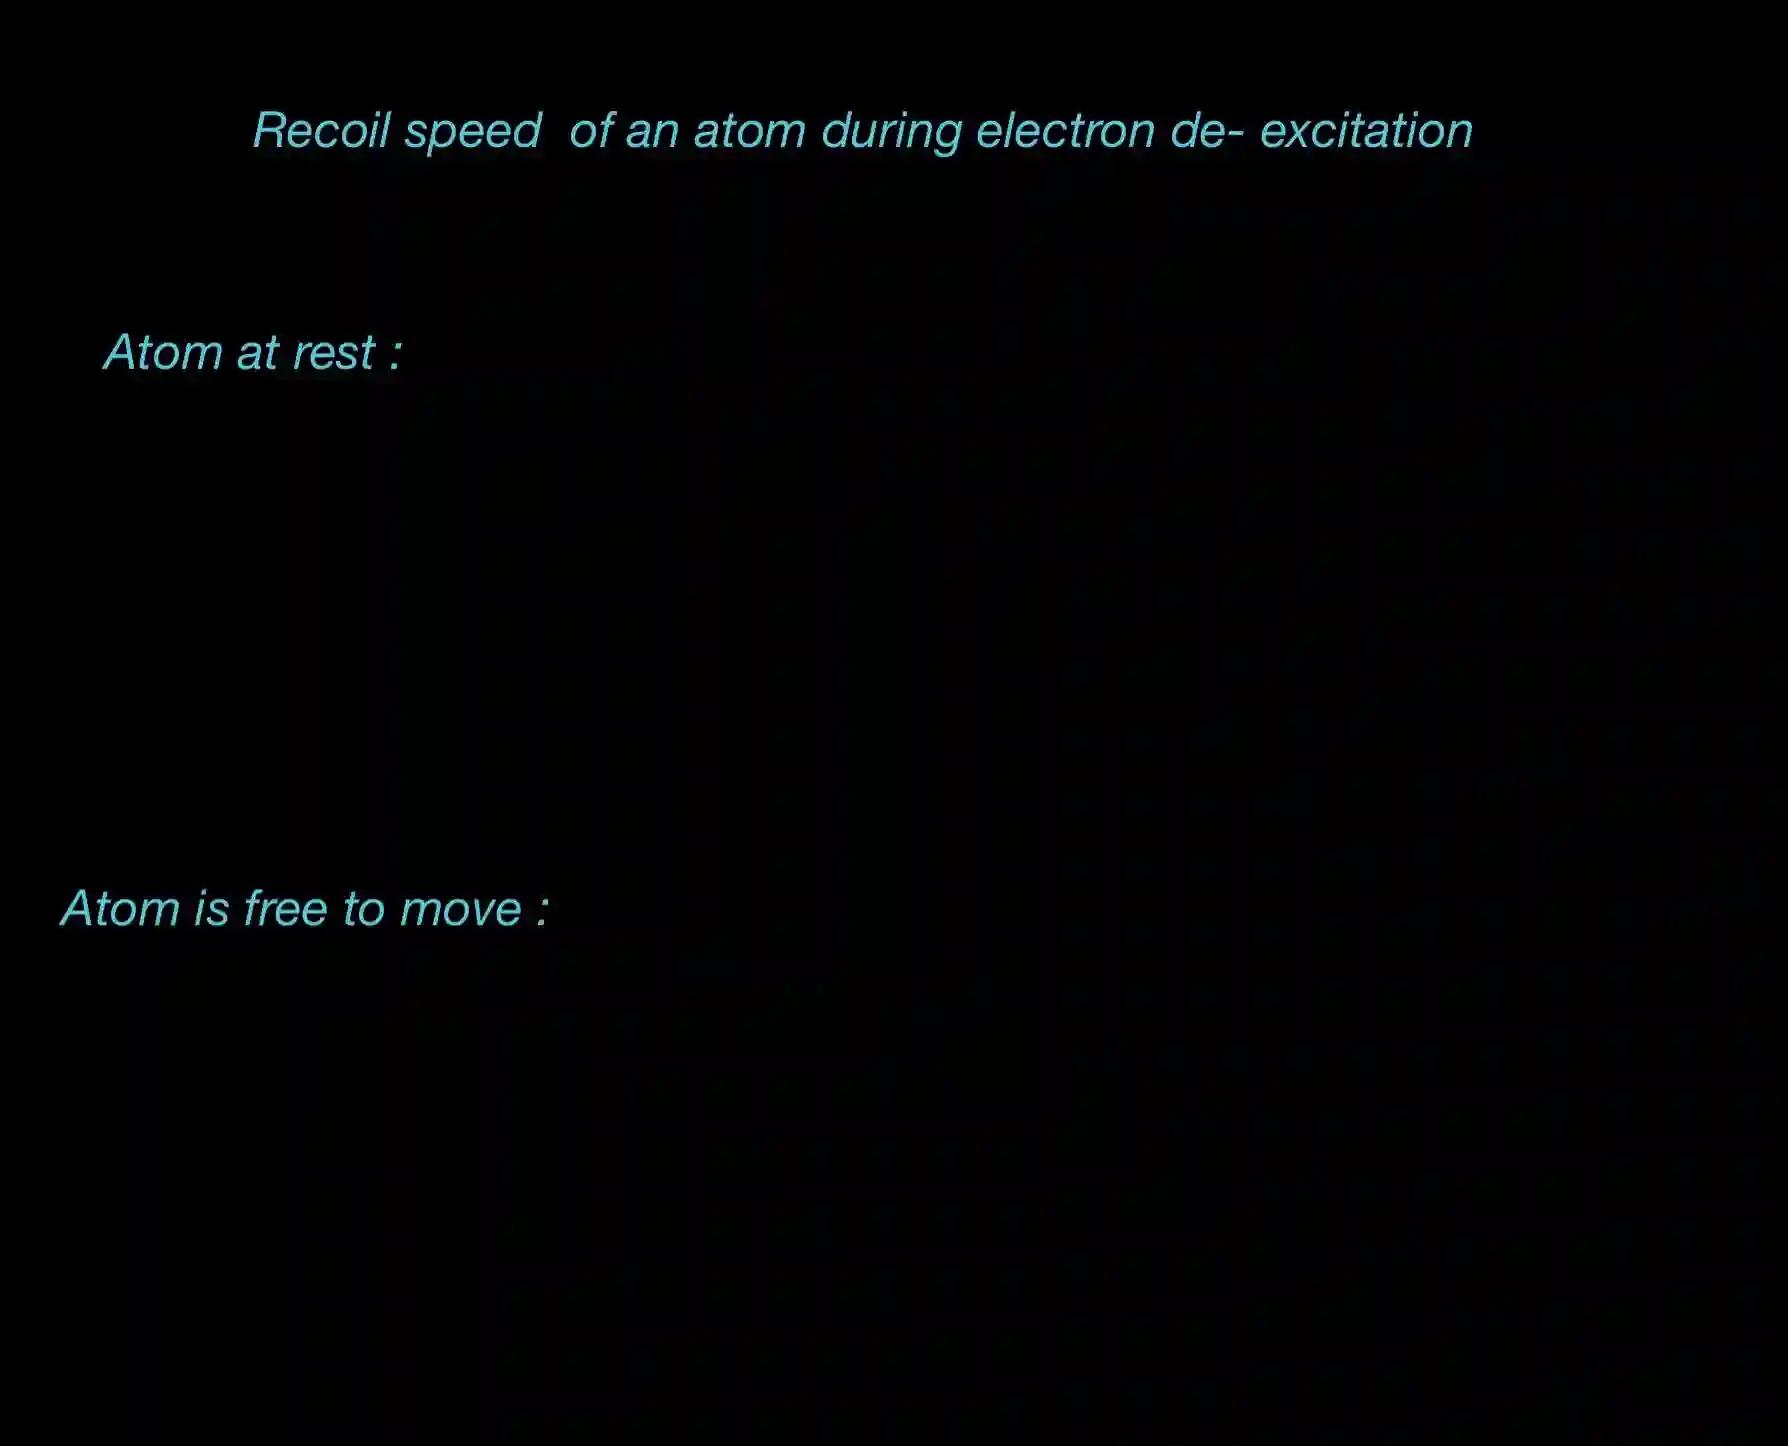 Recoil speed of an atom during electron de- excitation
Atom at rest :
Atom is free to move :